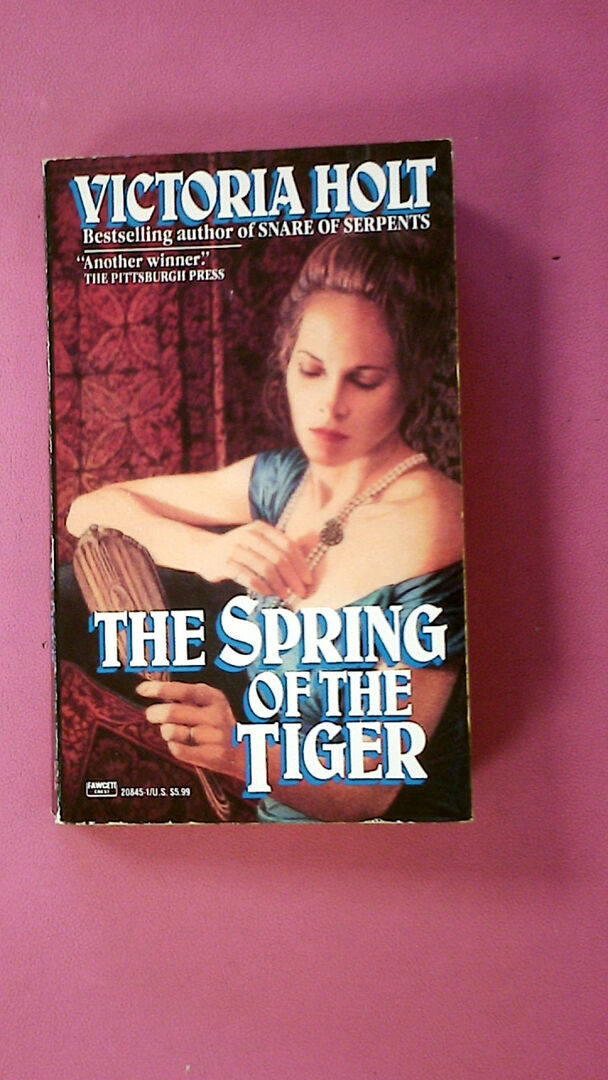 VICTORIA HOLT
Bestselling author of SNARE OF SERPENTS
"Another winner."
THE PITTSBURGH PRESS
THE SPRING
OF THE
TIGER
FAWCETT
CREST
20845-1/U.S. $5.99